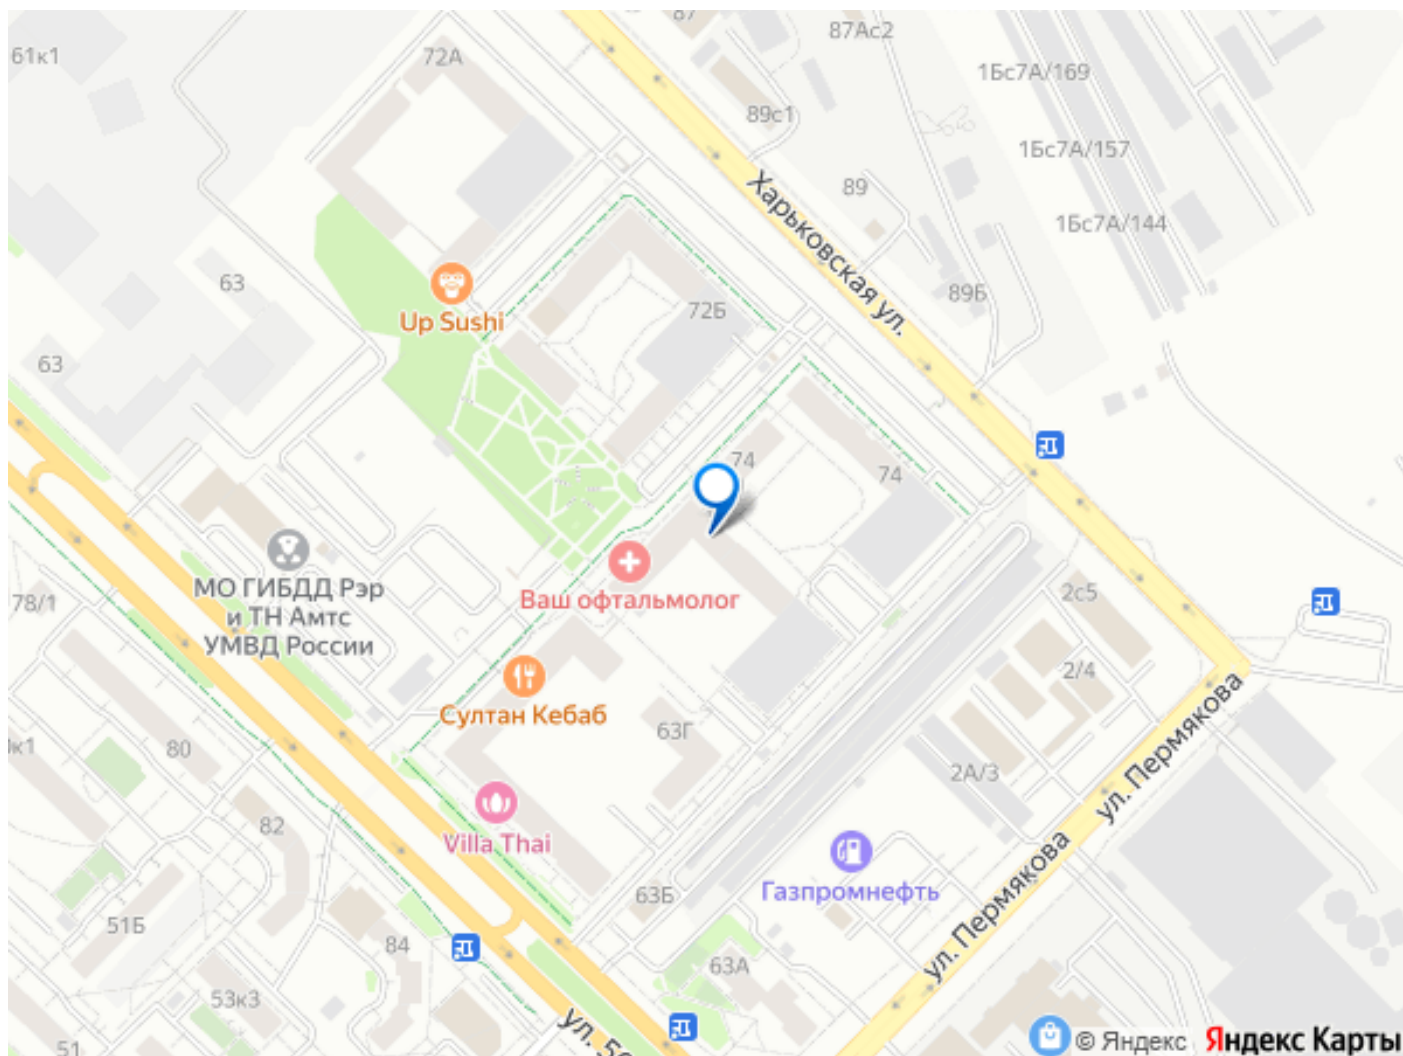 87
87Ас2
61к1
72А
1Бс7А/169
89с1
1Бс7А/157
89
Харьковская ул.
1Бс7А/144
63
89Б
72Б
Up Sushi
63
74
74
МО ГИБДД Рэр
и ТН Амтс
УМВД России
Ваш офтальмолог
78/1
2с5
2/4
Султан Кебаб
63Г
80
2А/3
ул. Пермякова
82
Villa Thai
Газпромнефть
63Б
ул. Пермякова
51Б
84
63А
53к3
51
© Яндекс
Яндекс Карты